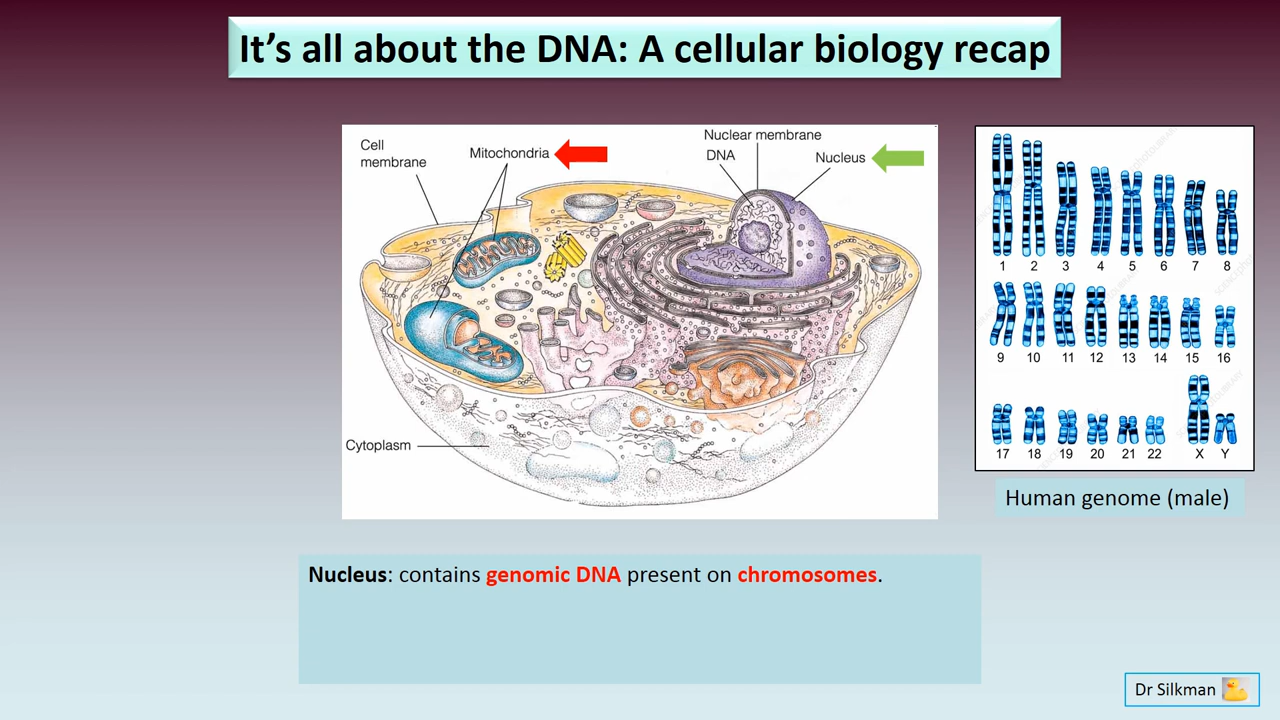 It's all about the DNA: A cellular biology recap
Cell
membrane
Mitochondria
Nuclear membrane
DNA
Nucleus
Cytoplasm
1 2 3 4 5 6 7 8
9 10 11 12 13 14 15 16
17 18 19 20 21 22 X Y
Human genome (male)
Nucleus: contains genomic DNA present on chromosomes.
Dr Silkman